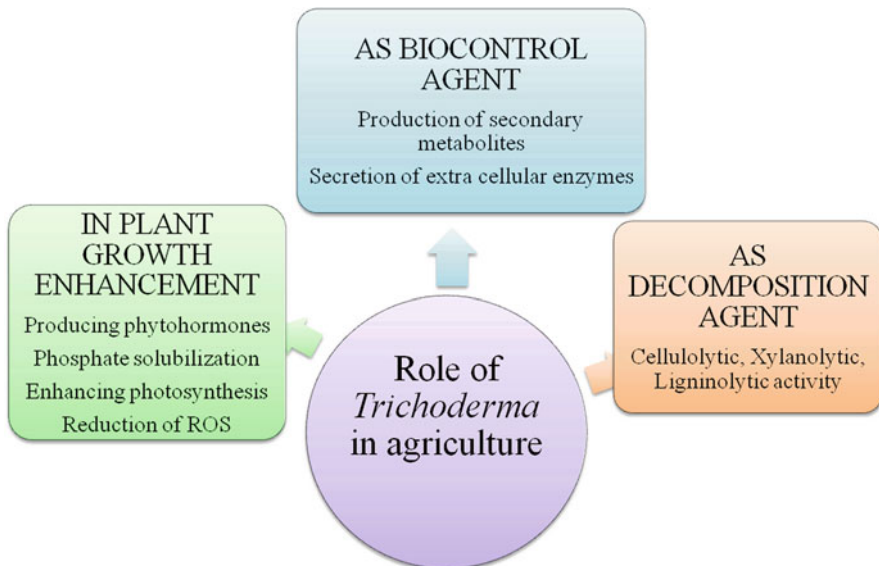 AS BIOCONTROL
AGENT
Production of secondary
metabolites
Secretion of extra cellular enzymes
IN PLANT
GROWTH
ENHANCEMENT
Producing phytohormones
Phosphate solubilization
Enhancing photosynthesis
Reduction of ROS
AS
DECOMPOSITION
AGENT
Cellulolytic, Xylanolytic,
Ligninolytic activity
Role of
Trichoderma
in agriculture